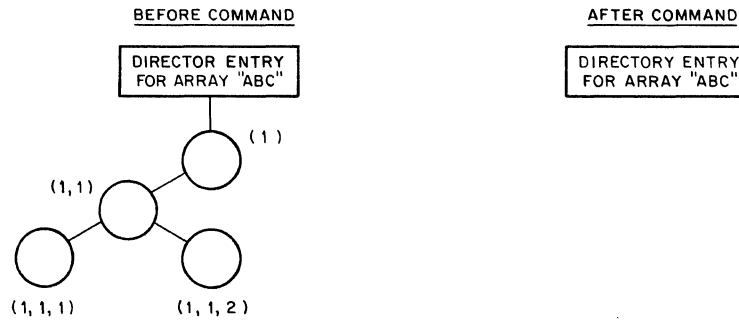 BEFORE COMMAND
DIRECTOR ENTRY
FOR ARRAY "ABC"
(1)
(1,1)
(1,1,1)
(1,1,2)
AFTER COMMAND
DIRECTORY ENTRY
FOR ARRAY "ABC"